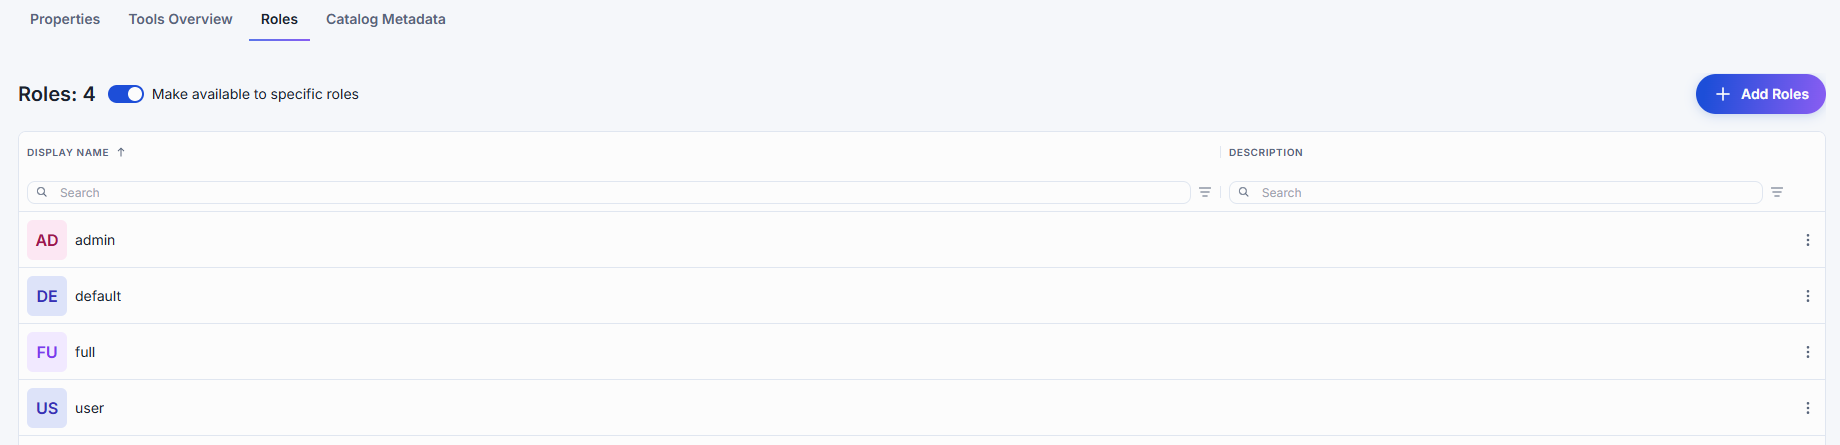 Properties Tools Overview Roles Catalog Metadata
Roles: 4 Make available to specific roles Add Roles
DISPLAY NAME DESCRIPTION
Search Search
AD admin
DE default
FU full
US user